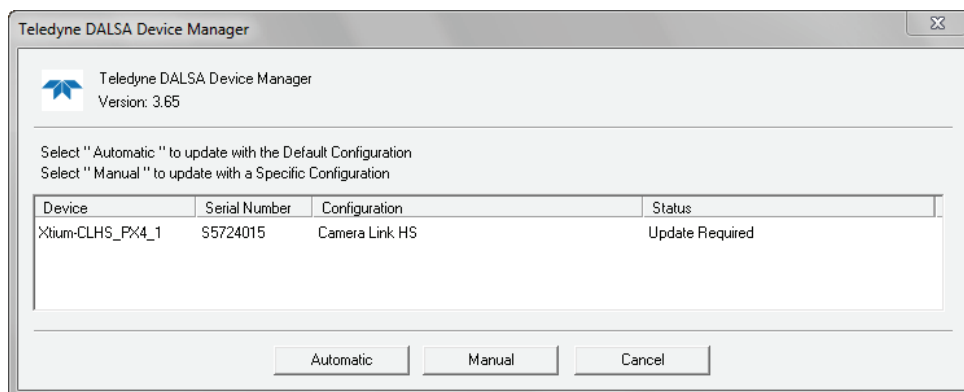 Teledyne DALSA Device Manager
Teledyne DALSA Device Manager
Version: 3.65
Select "Automatic" to update with the Default Configuration
Select "Manual" to update with a Specific Configuration
Device Serial Number Configuration Status
Xtium-CLHS_PX4_1 S5724015 Camera Link HS Update Required
Automatic Manual Cancel